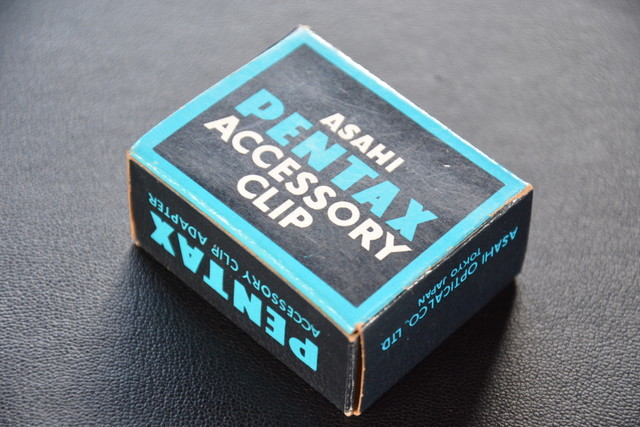 ASAHI
PENTAX
ACCESSORY
CLIP
PENTAX
ACCESSORY CLIP ADAPTER
ASAHI OPTICAL CO., LTD.
TOKYO JAPAN